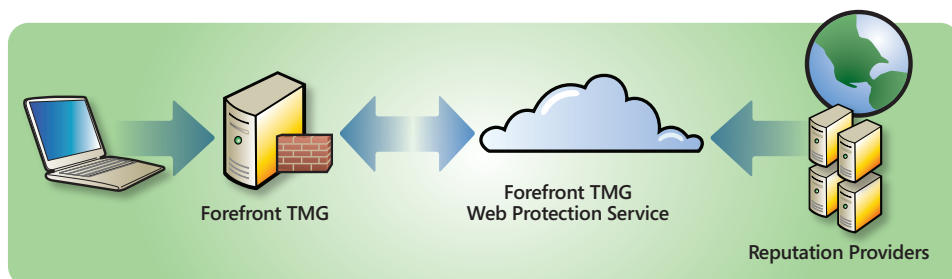 Forefront TMG
Forefront TMG
Web Protection Service
Reputation Providers